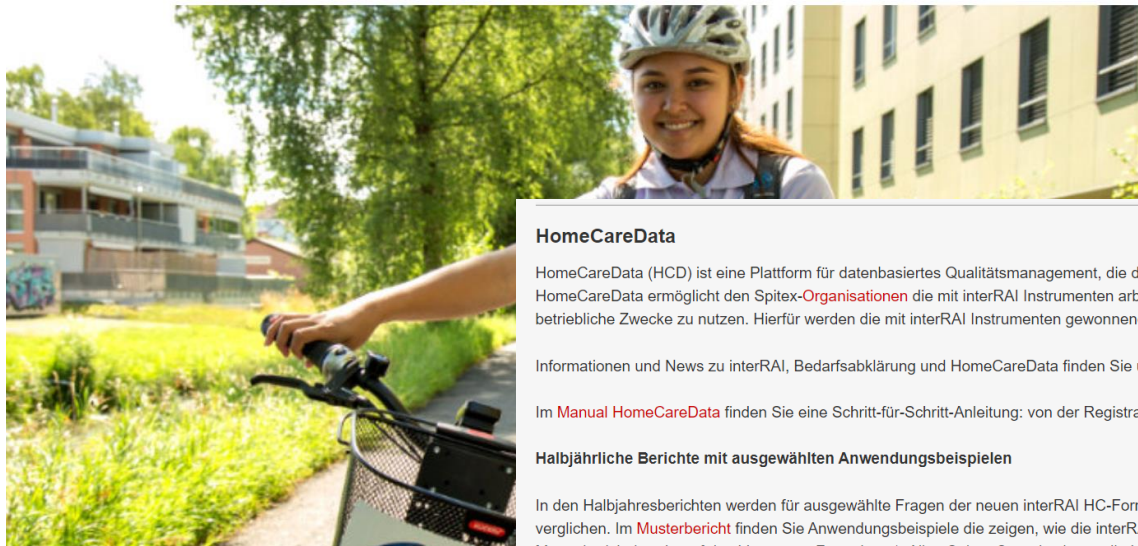 HomeCareData
HomeCareData (HCD) ist eine Plattform für datenbasiertes Qualitätsmanagement, die d
HomeCareData ermöglicht den Spitex-Organisationen die mit interRAI Instrumenten arb
betriebliche Zwecke zu nutzen. Hierfür werden die mit interRAI Instrumenten gewonnen
Informationen und News zu interRAI, Bedarfsabklärung und HomeCareData finden Sie
Im Manual HomeCareData finden Sie eine Schritt-für-Schritt-Anleitung: von der Registra
Halbjährliche Berichte mit ausgewählten Anwendungsbeispielen
In den Halbjahresberichten werden für ausgewählte Fragen der neuen interRAI HC-For
verglichen. Im Musterbericht finden Sie Anwendungsbeispiele die zeigen, wie die interR